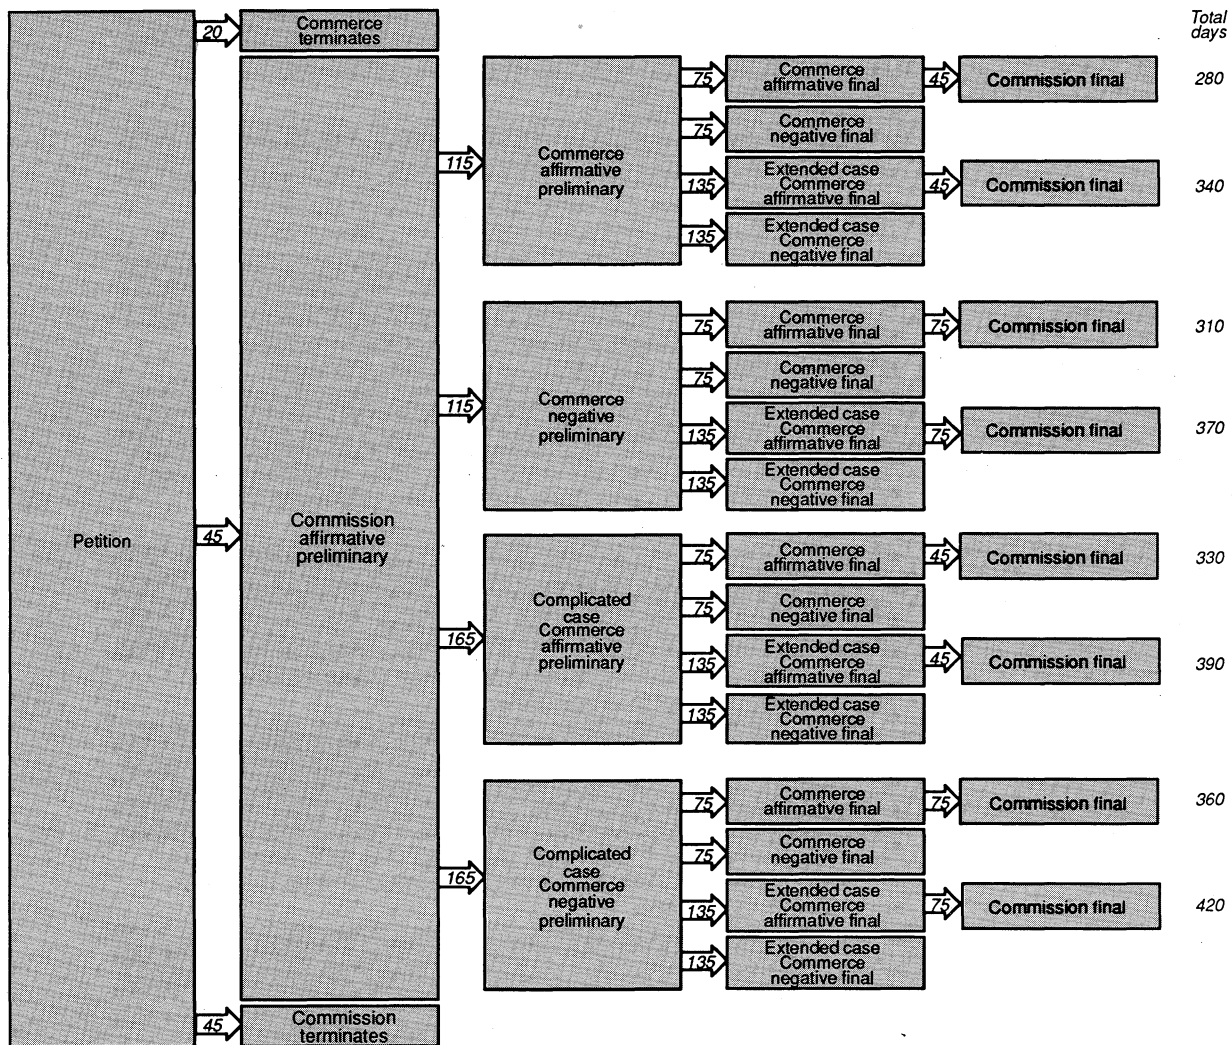 Total
days
20
Commerce
terminates
Petition
45
Commission
affirmative
preliminary
45
Commission
terminates
115
Commerce
affirmative
preliminary
75
Commerce
affirmative final
45
Commission final
280
75
Commerce
negative final
135
Extended case
Commerce
affirmative final
45
Commission final
340
135
Extended case
Commerce
negative final
115
Commerce
negative
preliminary
75
Commerce
affirmative final
75
Commission final
310
75
Commerce
negative final
135
Extended case
Commerce
affirmative final
75
Commission final
370
135
Extended case
Commerce
negative final
165
Complicated
case
Commerce
affirmative
preliminary
75
Commerce
affirmative final
45
Commission final
330
75
Commerce
negative final
135
Extended case
Commerce
affirmative final
45
Commission final
390
135
Extended case
Commerce
negative final
165
Complicated
case
Commerce
negative
preliminary
75
Commerce
affirmative final
75
Commission final
360
75
Commerce
negative final
135
Extended case
Commerce
affirmative final
75
Commission final
420
135
Extended case
Commerce
negative final